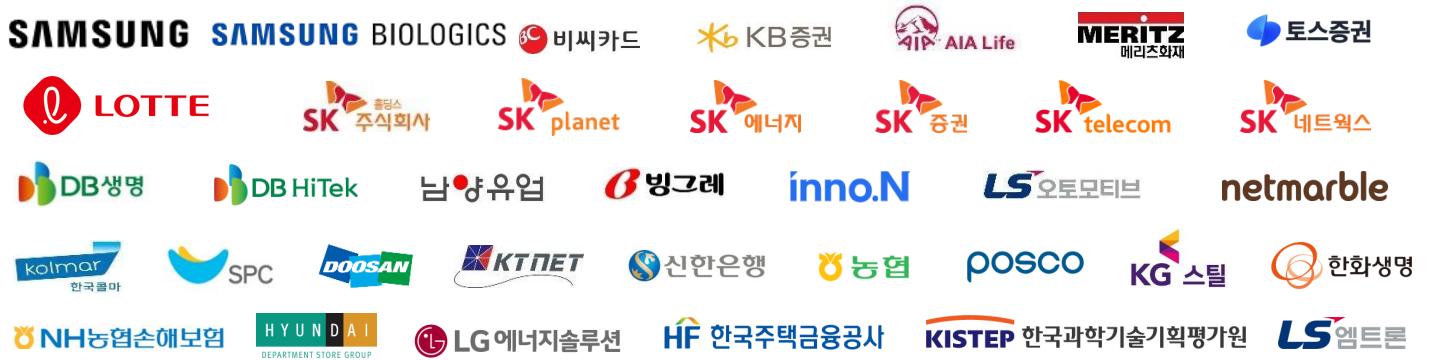 SAMSUNG SAMSUNG BIOLOGICS BC 비씨카드 Kb KB증권 AIA AIA Life MERITZ 메리츠화재 토스증권
LOTTE SK 홀딩스 주식회사 SK planet SK 에너지 SK 증권 SK telecom SK 네트웍스
DB생명 DB HiTek 남양유업 B 빙그레 inno.N LS 오토모티브 netmarble
kolmar 한국콜마 SPC DOOSAN KTNET 신한은행 농협 posco KG 스틸 한화생명
NH농협손해보험 HYUNDAI DEPARTMENT STORE GROUP LG LG에너지솔루션 HF 한국주택금융공사 KISTEP 한국과학기술기획평가원 LS 엠트론